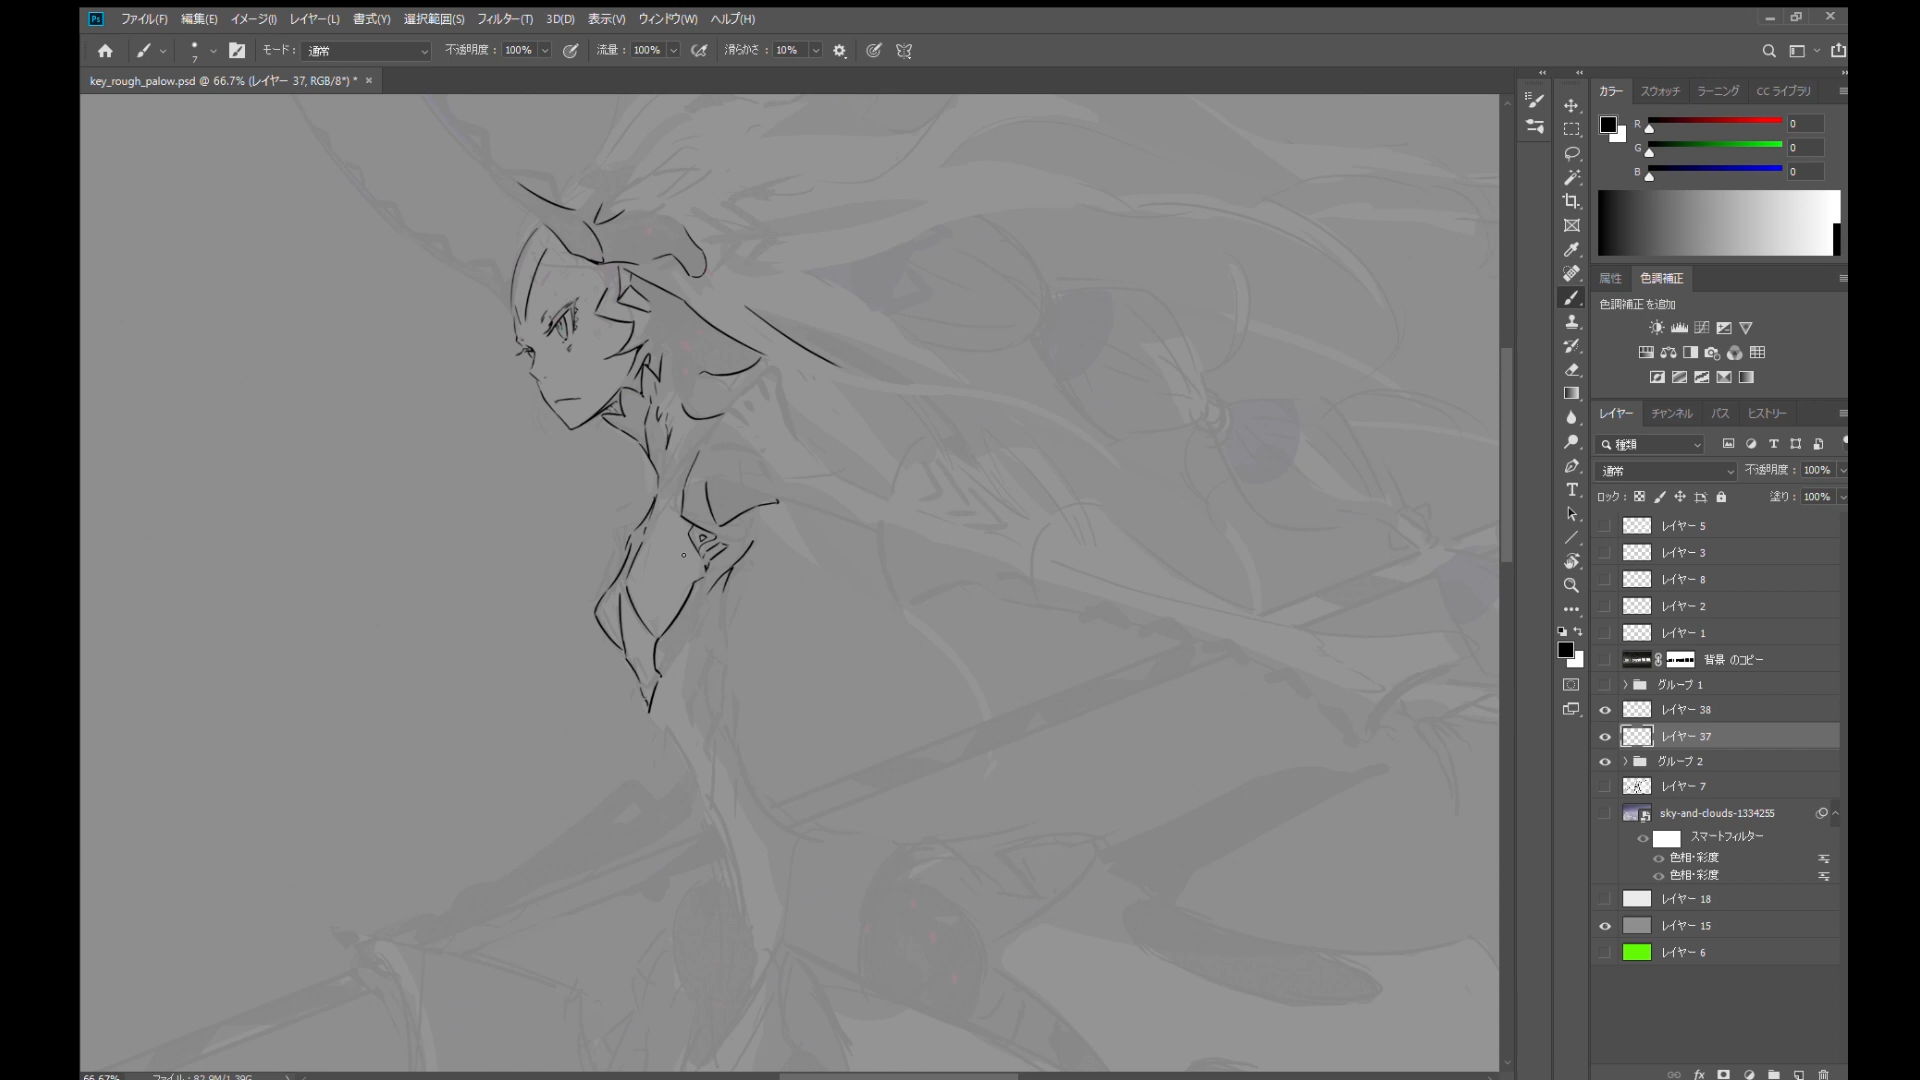 Ps ファイル(F) 編集(E) イメージ(I) レイヤー(L) 書式(Y) 選択範囲(S) フィルター(T) 3D(D) 表示(V) ウィンドウ(W) ヘルプ(H)
7 モード： 通常 不透明度： 100% 流量： 100% 滑らかさ： 10%
key_rough_palow.psd @ 66.7% (レイヤー 37, RGB/8*) *
カラー スウォッチ ラーニング CC ライブラリ
R 0
G 0
B 0
属性 色調補正
色調補正を追加
レイヤー チャンネル パス ヒストリー
種類
通常 不透明度： 100%
ロック： 塗り： 100%
レイヤー 5
レイヤー 3
レイヤー 8
レイヤー 2
レイヤー 1
背景 のコピー
グループ 1
レイヤー 38
レイヤー 37
グループ 2
レイヤー 7
sky-and-clouds-1334255
スマートフィルター
色相・彩度
色相・彩度
レイヤー 18
レイヤー 15
レイヤー 6
66.67% ファイル : 82.9M/1.39G
fx